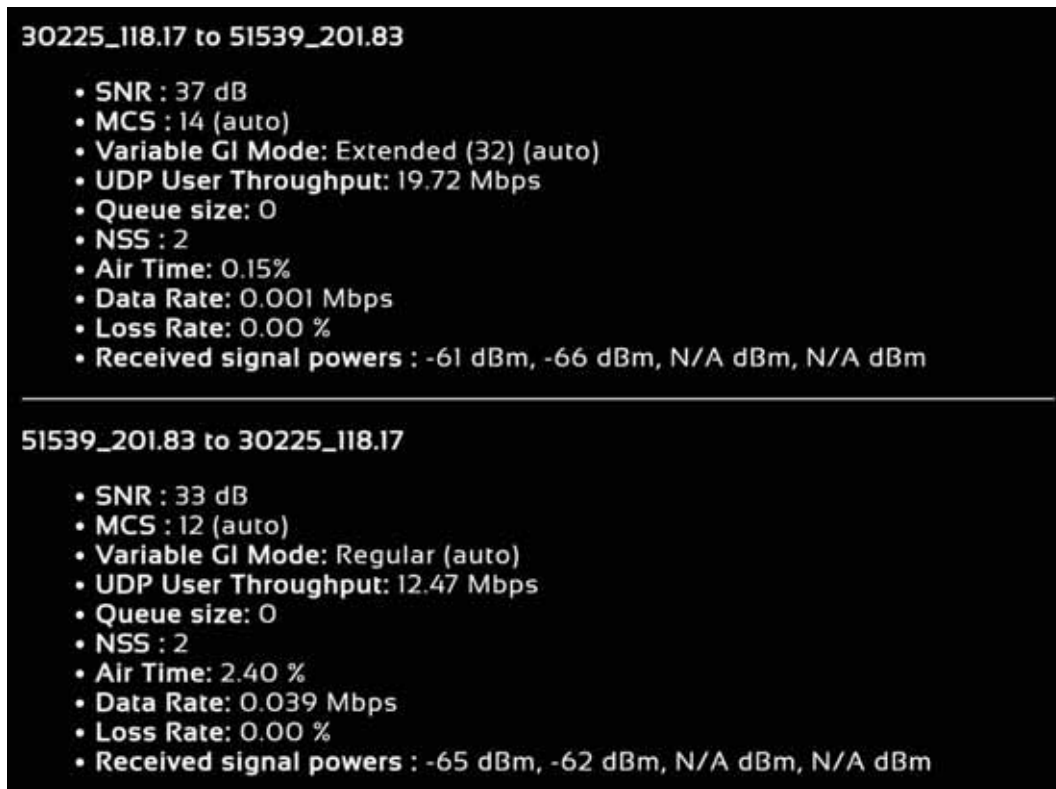 30225_118.17 to 51539_201.83
• SNR : 37 dB
• MCS : 14 (auto)
• Variable GI Mode: Extended (32) (auto)
• UDP User Throughput: 19.72 Mbps
• Queue size: 0
• NSS : 2
• Air Time: 0.15%
• Data Rate: 0.001 Mbps
• Loss Rate: 0.00 %
• Received signal powers : -61 dBm, -66 dBm, N/A dBm, N/A dBm
51539_201.83 to 30225_118.17
• SNR : 33 dB
• MCS : 12 (auto)
• Variable GI Mode: Regular (auto)
• UDP User Throughput: 12.47 Mbps
• Queue size: 0
• NSS : 2
• Air Time: 2.40 %
• Data Rate: 0.039 Mbps
• Loss Rate: 0.00 %
• Received signal powers : -65 dBm, -62 dBm, N/A dBm, N/A dBm